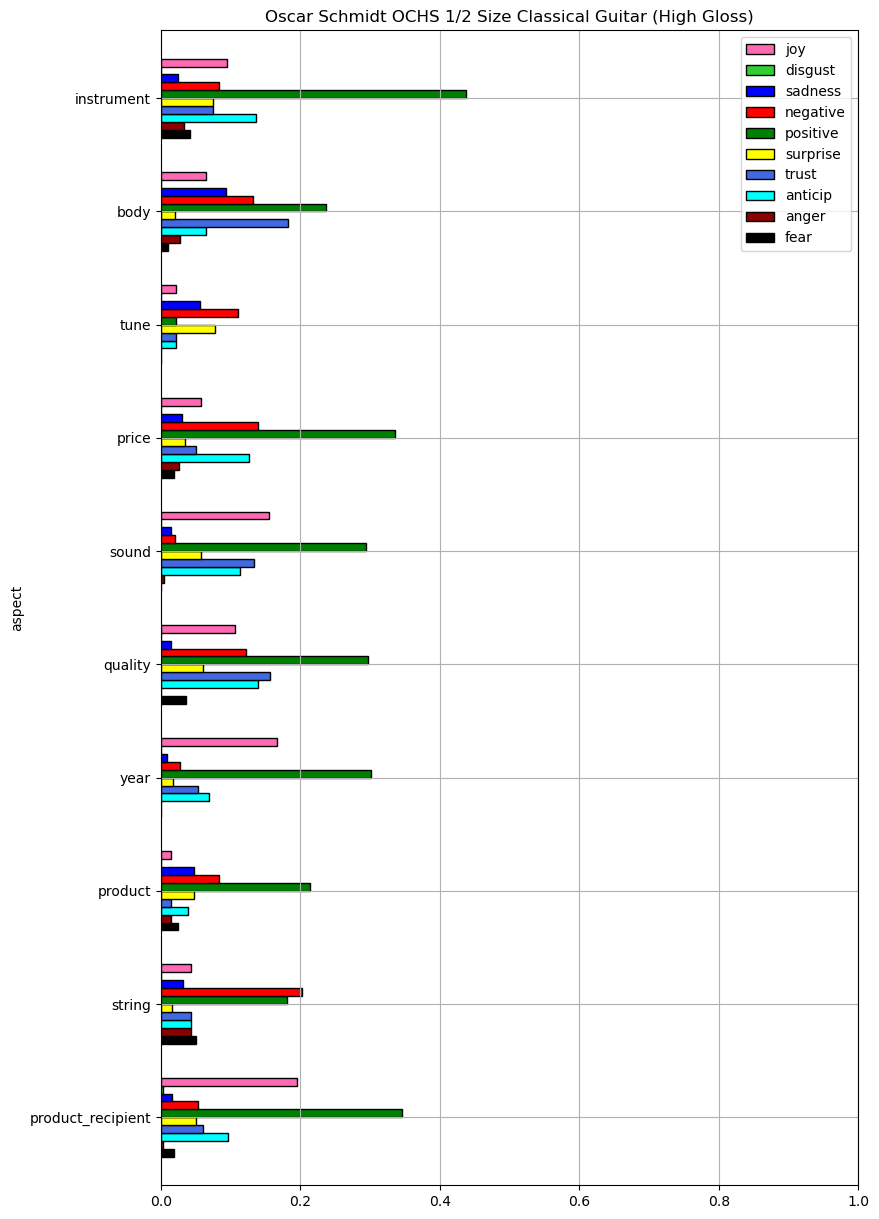 Oscar Schmidt OCHS 1/2 Size Classical Guitar (High Gloss)
joy
disgust
sadness
negative
positive
surprise
trust
anticip
anger
fear
instrument
body
tune
price
sound
quality
year
product
string
product_recipient
aspect
0.0 0.2 0.4 0.6 0.8 1.0